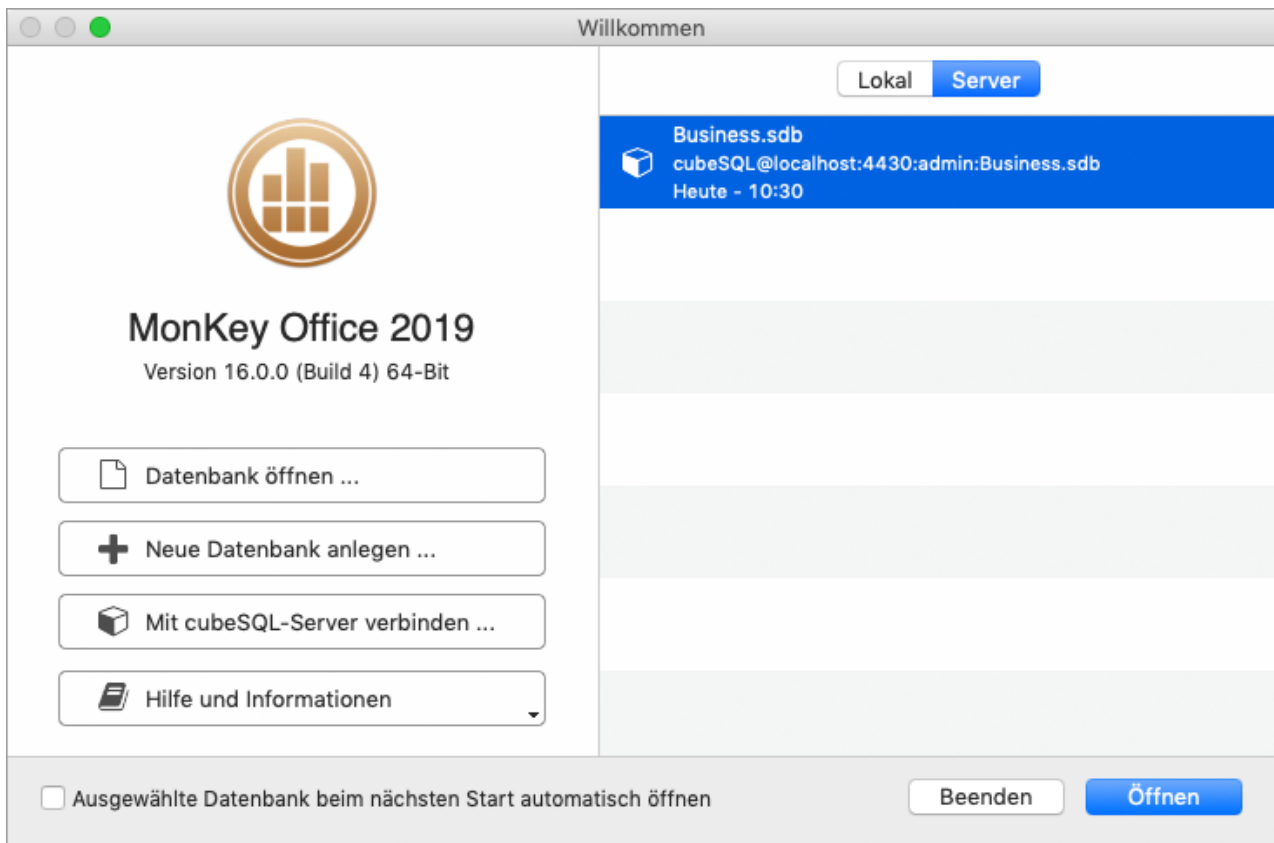 Willkommen
MonKey Office 2019
Version 16.0.0 (Build 4) 64-Bit
Datenbank öffnen ...
Neue Datenbank anlegen ...
Mit cubeSQL-Server verbinden ...
Hilfe und Informationen
Lokal
Server
Business.sdb
cubeSQL@localhost:4430:admin:Business.sdb
Heute - 10:30
Ausgewählte Datenbank beim nächsten Start automatisch öffnen
Beenden
Öffnen